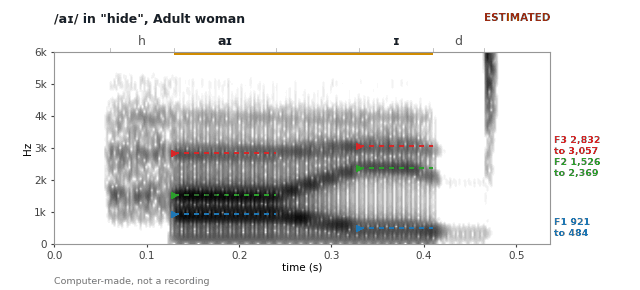 /aɪ/ in "hide", Adult woman
ESTIMATED
h aɪ ɪ d
6k
5k
4k
3k
2k
1k
0
Hz
F3 2,832
to 3,057
F2 1,526
to 2,369
F1 921
to 484
0.0 0.1 0.2 0.3 0.4 0.5
time (s)
Computer-made, not a recording